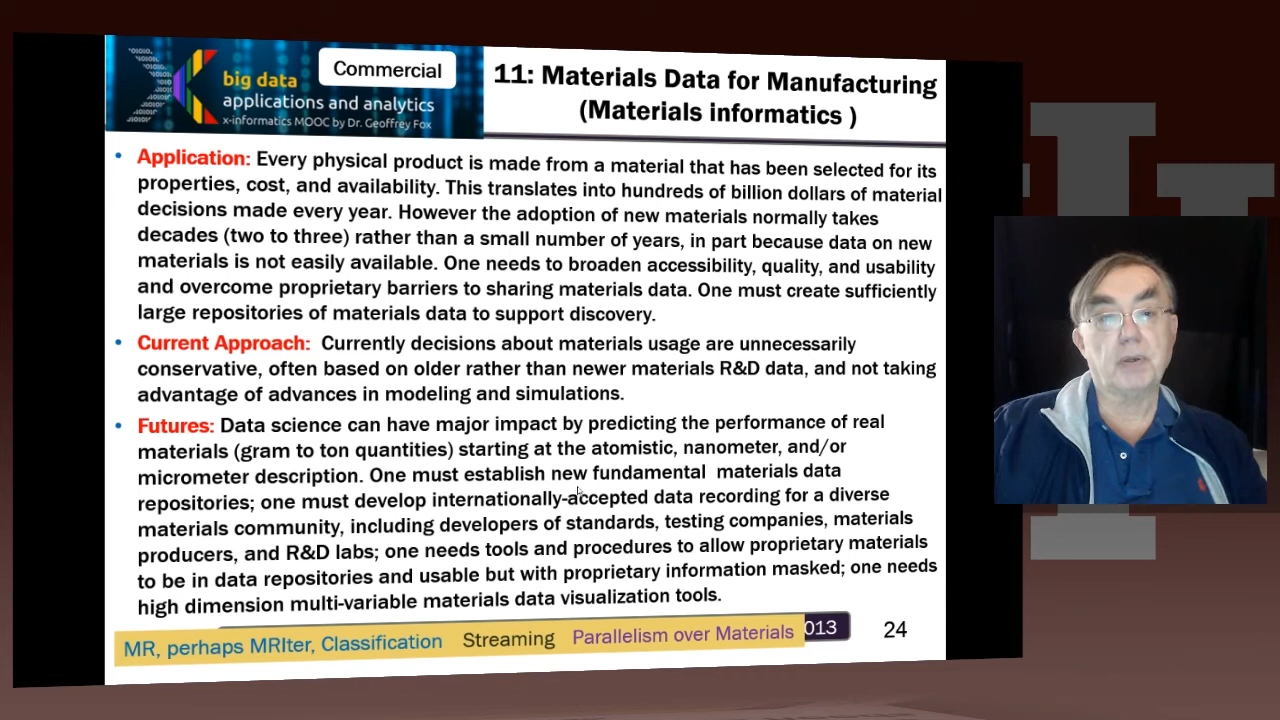 big data
applications and analytics
x-informatics MOOC by Dr. Geoffrey Fox
Commercial
11: Materials Data for Manufacturing
(Materials informatics )
• Application: Every physical product is made from a material that has been selected for its
properties, cost, and availability. This translates into hundreds of billion dollars of material
decisions made every year. However the adoption of new materials normally takes
decades (two to three) rather than a small number of years, in part because data on new
materials is not easily available. One needs to broaden accessibility, quality, and usability
and overcome proprietary barriers to sharing materials data. One must create sufficiently
large repositories of materials data to support discovery.
• Current Approach: Currently decisions about materials usage are unnecessarily
conservative, often based on older rather than newer materials R&D data, and not taking
advantage of advances in modeling and simulations.
• Futures: Data science can have major impact by predicting the performance of real
materials (gram to ton quantities) starting at the atomistic, nanometer, and/or
micrometer description. One must establish new fundamental materials data
repositories; one must develop internationally-accepted data recording for a diverse
materials community, including developers of standards, testing companies, materials
producers, and R&D labs; one needs tools and procedures to allow proprietary materials
to be in data repositories and usable but with proprietary information masked; one needs
high dimension multi-variable materials data visualization tools.
MR, perhaps MRIter, Classification Streaming Parallelism over Materials
013
24